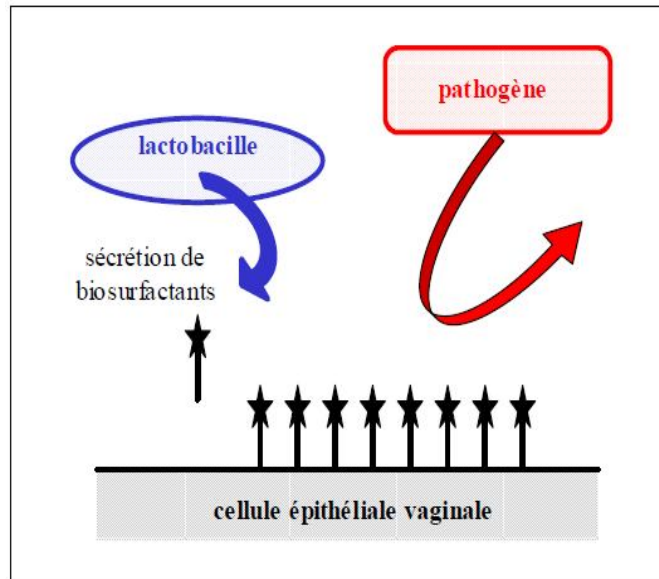 pathogène
lactobacille
sécrétion de
biosurfactants
cellule épithéliale vaginale